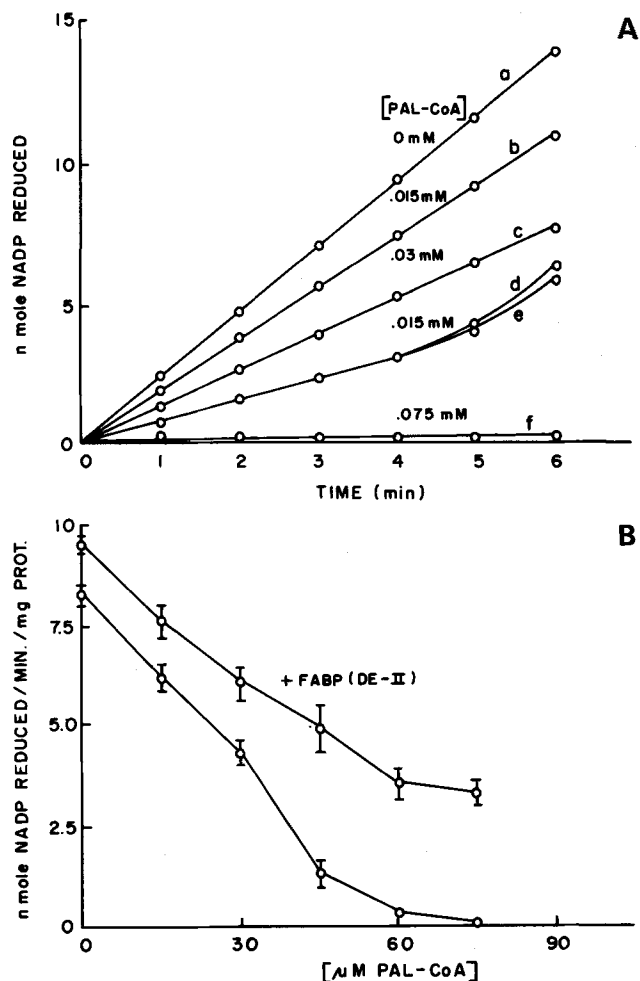 A
15
10
5
0
n mole NADP REDUCED
[PAL-CoA]
0 mM
.015mM
.03 mM
.015 mM
.075 mM
a
b
c
d
e
f
0 1 2 3 4 5 6
TIME (min)
B
10
7.5
5.0
2.5
0
n mole NADP REDUCED / MIN. / mg PROT.
+ FABP (DE-II)
0 30 60 90
[μM PAL-CoA]